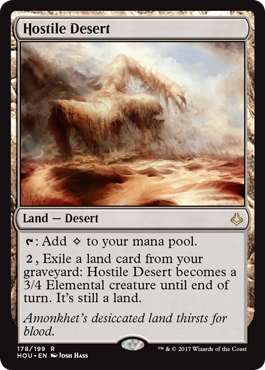 Hostile Desert
Land — Desert
: Add to your mana pool.
2, Exile a land card from your
graveyard: Hostile Desert becomes a
3/4 Elemental creature until end of
turn. It's still a land.
Amonkhet's desiccated land thirsts for
blood.
178/199 R
HOU • EN Josh Hass
™ & © 2017 Wizards of the Coast